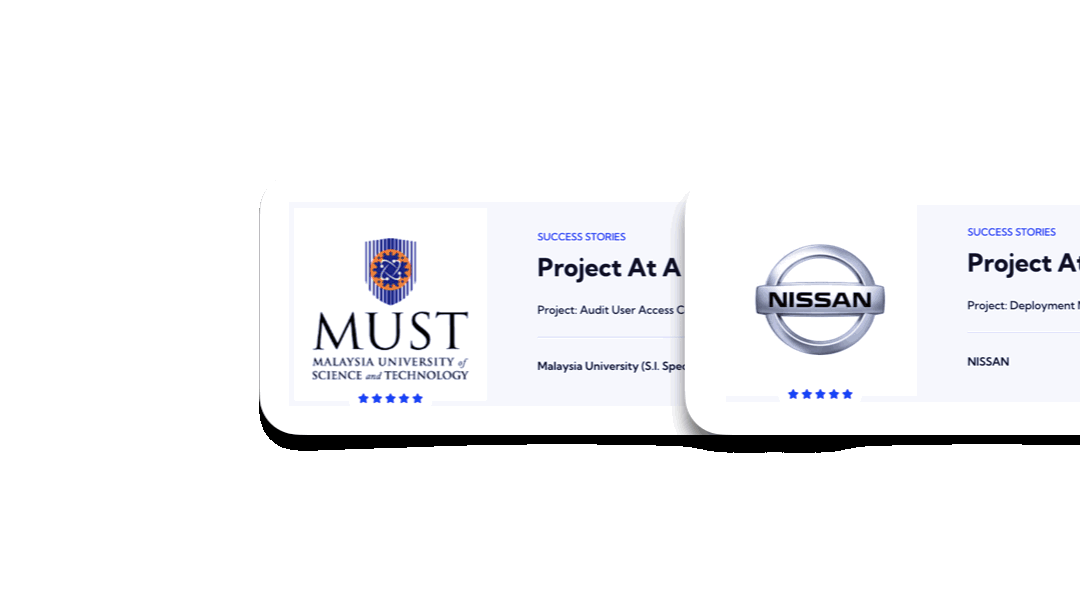 MUST
MALAYSIA UNIVERSITY of
SCIENCE and TECHNOLOGY
SUCCESS STORIES
Project At A
Project: Audit User Access
Malaysia University (S.I.
NISSAN
SUCCESS STORIES
Project
Project: Deployment
NISSAN